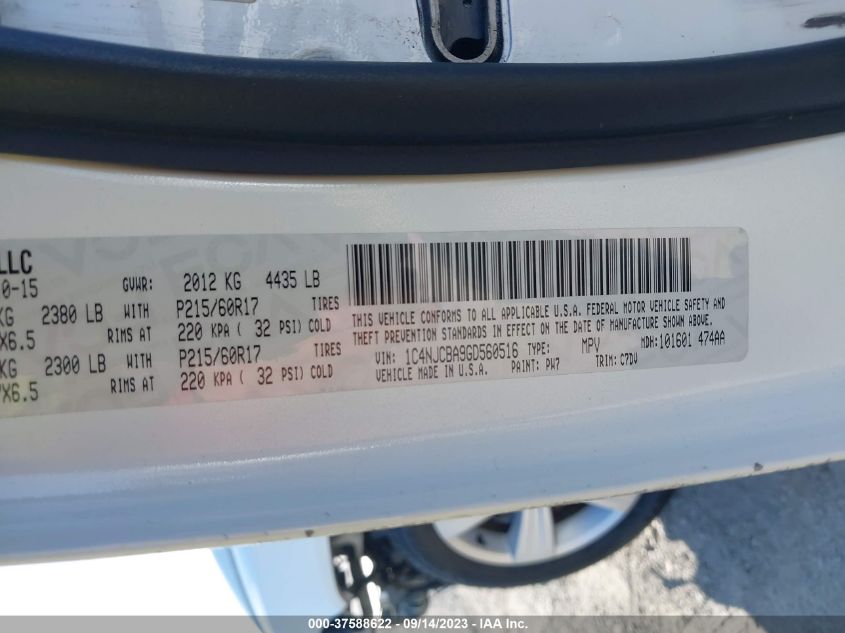 LLC
0-15
GVWR: 2012 KG 4435 LB
KG 2380 LB WITH P215/60R17 TIRES
X6.5 RIMS AT 220 KPA ( 32 PSI) COLD
KG 2300 LB WITH P215/60R17 TIRES
X6.5 RIMS AT 220 KPA ( 32 PSI) COLD
THIS VEHICLE CONFORMS TO ALL APPLICABLE U.S.A. FEDERAL MOTOR VEHICLE SAFETY AND
THEFT PREVENTION STANDARDS IN EFFECT ON THE DATE OF MANUFACTURE SHOWN ABOVE.
VIN: 1C4NJCBA9GD560516 TYPE: MPV MDH:101601 474AA
VEHICLE MADE IN U.S.A. PAINT: PW7 TRIM: C7DV
000-37588622 - 09/14/2023 - IAAI.com